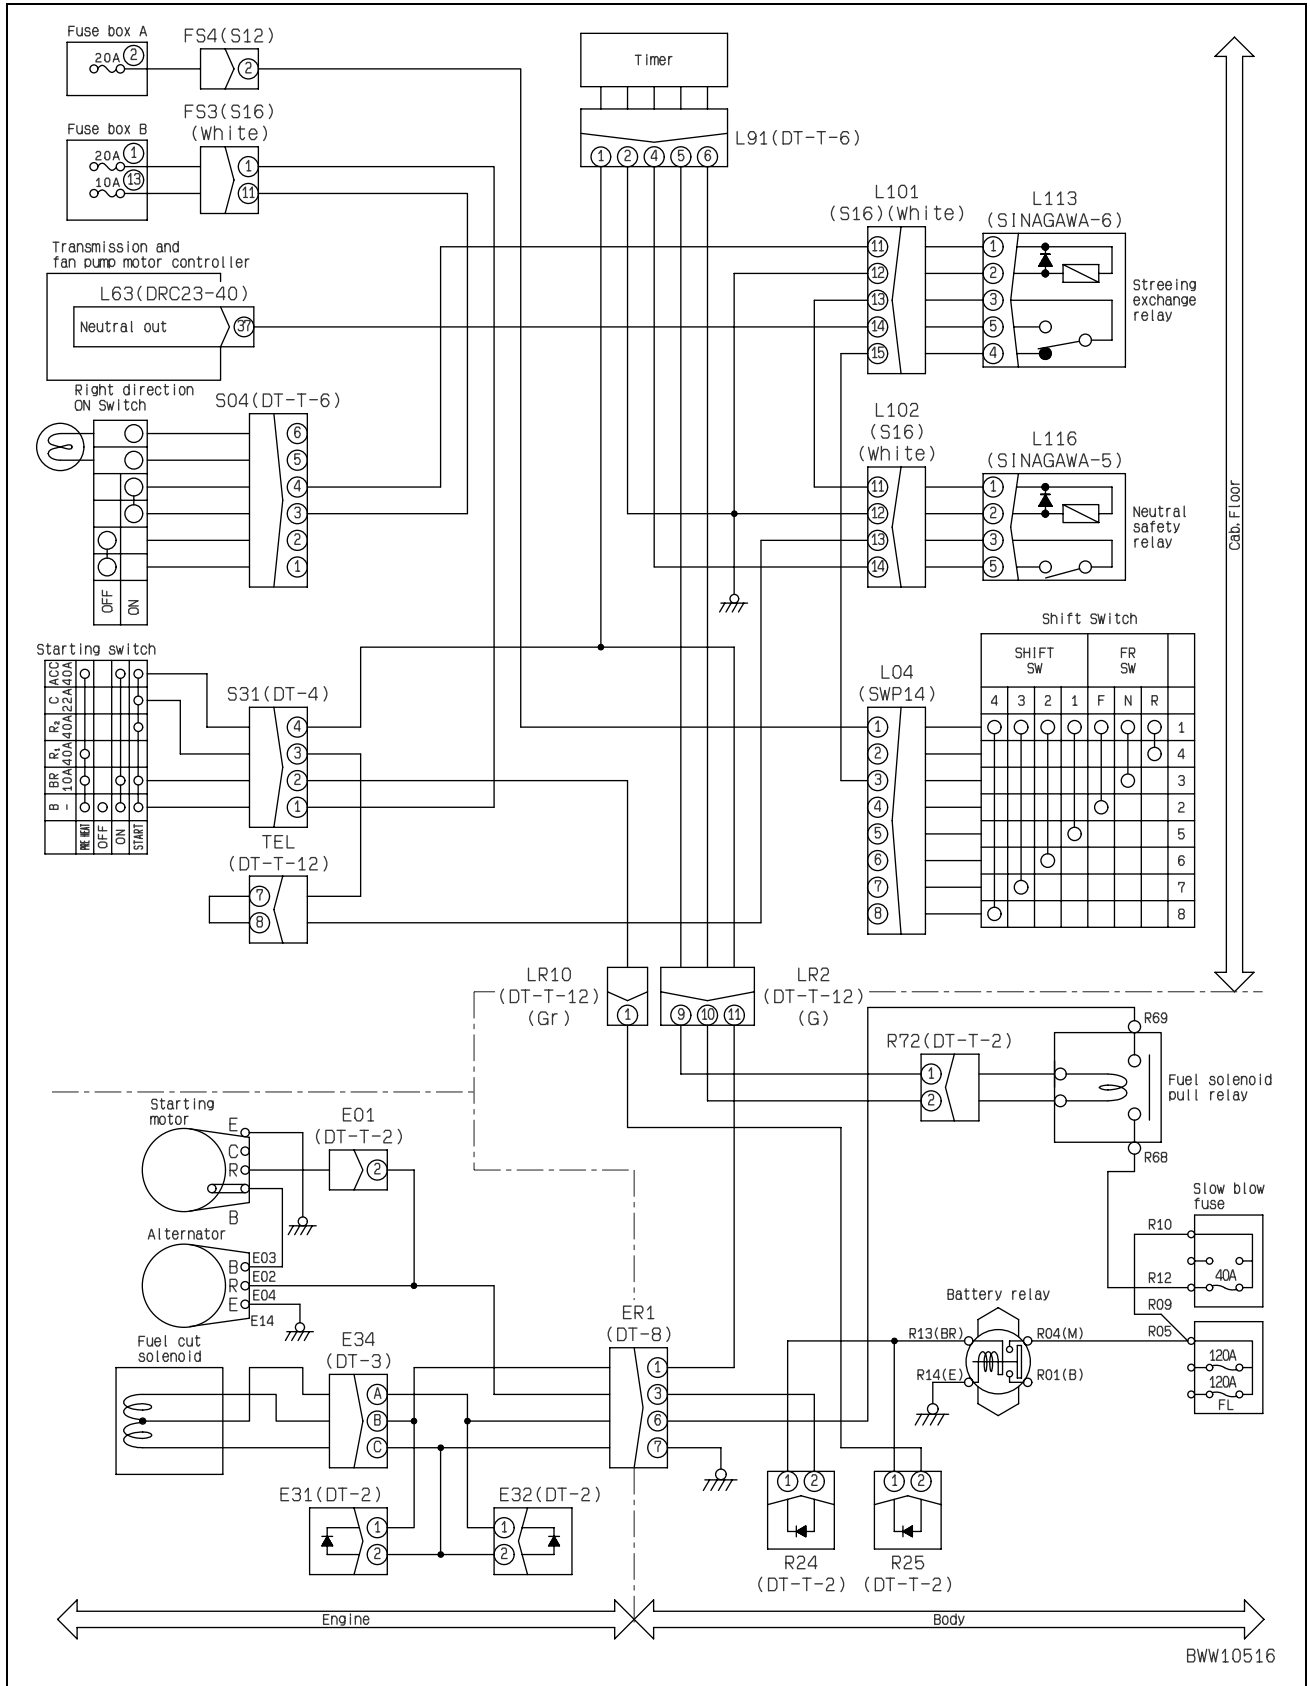 Fuse box A
20A 2
FS4(S12)
2
Timer
L91(DT-T-6)
1 2 4 5 6
Fuse box B
20A 1
10A 13
FS3(S16)
(White)
1
11
Transmission and
fan pump motor controller
L63(DRC23-40)
Neutral out
37
L101
(S16)(White)
11
12
13
14
15
L113
(SINAGAWA-6)
1
2
3
5
4
Streeing
exchange
relay
Right direction
ON Switch
S04(DT-T-6)
6
5
4
3
2
1
OFF
ON
L102
(S16)
(White)
11
12
13
14
L116
(SINAGAWA-5)
1
2
3
5
Neutral
safety
relay
Cab. Floor
Starting switch
ACC 40A
C 22A
R2 40A
R1 40A
BR 10A
B -
PRE HEAT
OFF
ON
START
S31(DT-4)
4
3
2
1
TEL
(DT-T-12)
7
8
Shift Switch
L04
(SWP14)
1
2
3
4
5
6
7
8
SHIFT
SW
FR
SW
4 3 2 1 F N R
1
4
3
2
5
6
7
8
LR10
(DT-T-12)
(Gr)
1
LR2
(DT-T-12)
(G)
9 10 11
R72(DT-T-2)
1
2
R69
Fuel solenoid
pull relay
R68
Starting
motor
E
C
R
B
E01
(DT-T-2)
2
Alternator
B E03
R E02
E E04
E14
Slow blow
fuse
R10
40A
R12
R09
R05
120A
120A
FL
Battery relay
R13(BR)
R04(M)
R14(E)
R01(B)
Fuel cut
solenoid
E34
(DT-3)
A
B
C
ER1
(DT-8)
1
3
6
7
E31(DT-2)
1
2
E32(DT-2)
1
2
1 2
R24
(DT-T-2)
1 2
R25
(DT-T-2)
Engine
Body
BWW10516